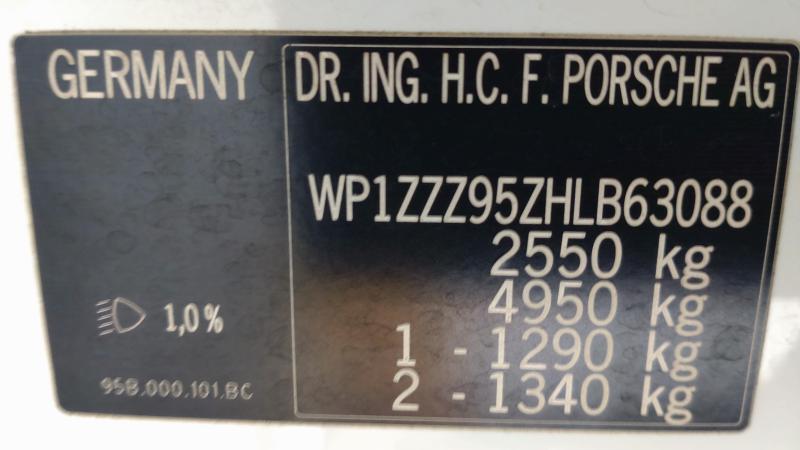 GERMANY
DR. ING. H.C. F. PORSCHE AG
WP1ZZZ95ZHLB63088
2550 kg
4950 kg
1 - 1290 kg
2 - 1340 kg
1,0%
95B.000.101.BC